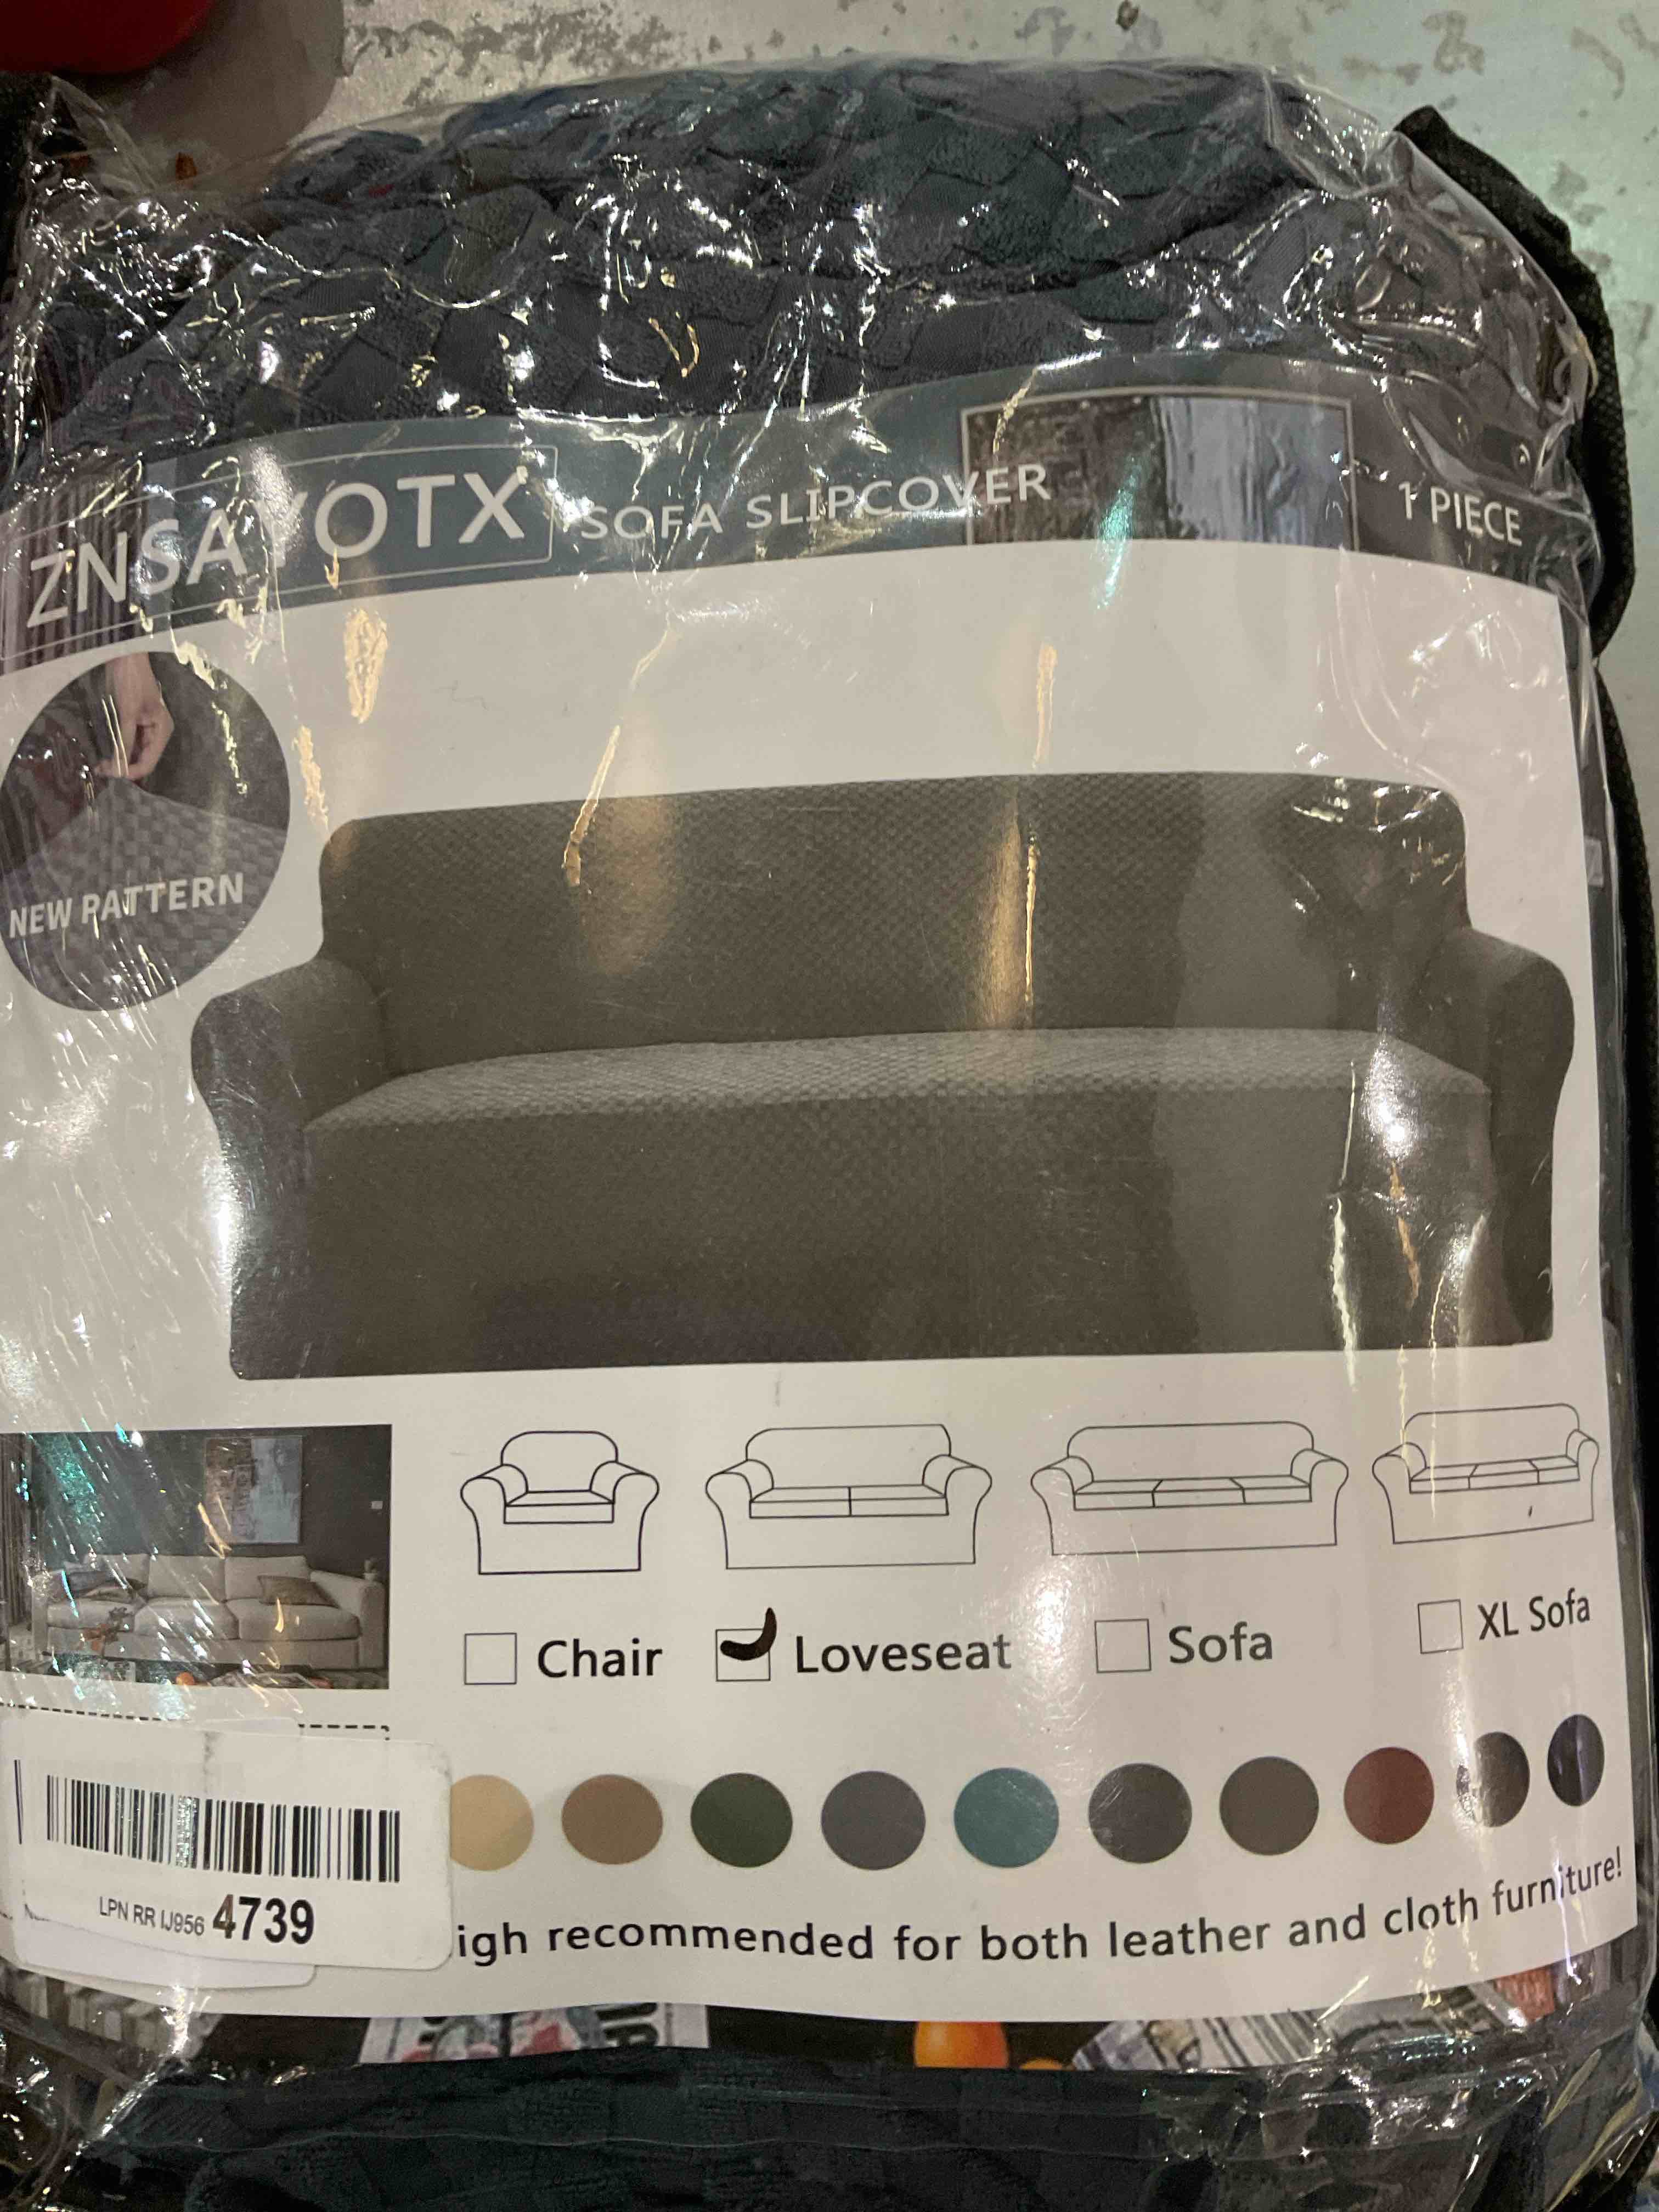 ZNSAYOTX SOFA SLIPCOVER 1 PIECE
NEW PATTERN
Chair Loveseat Sofa XL Sofa
LPN RR IJ956 4739
igh recommended for both leather and cloth furniture!